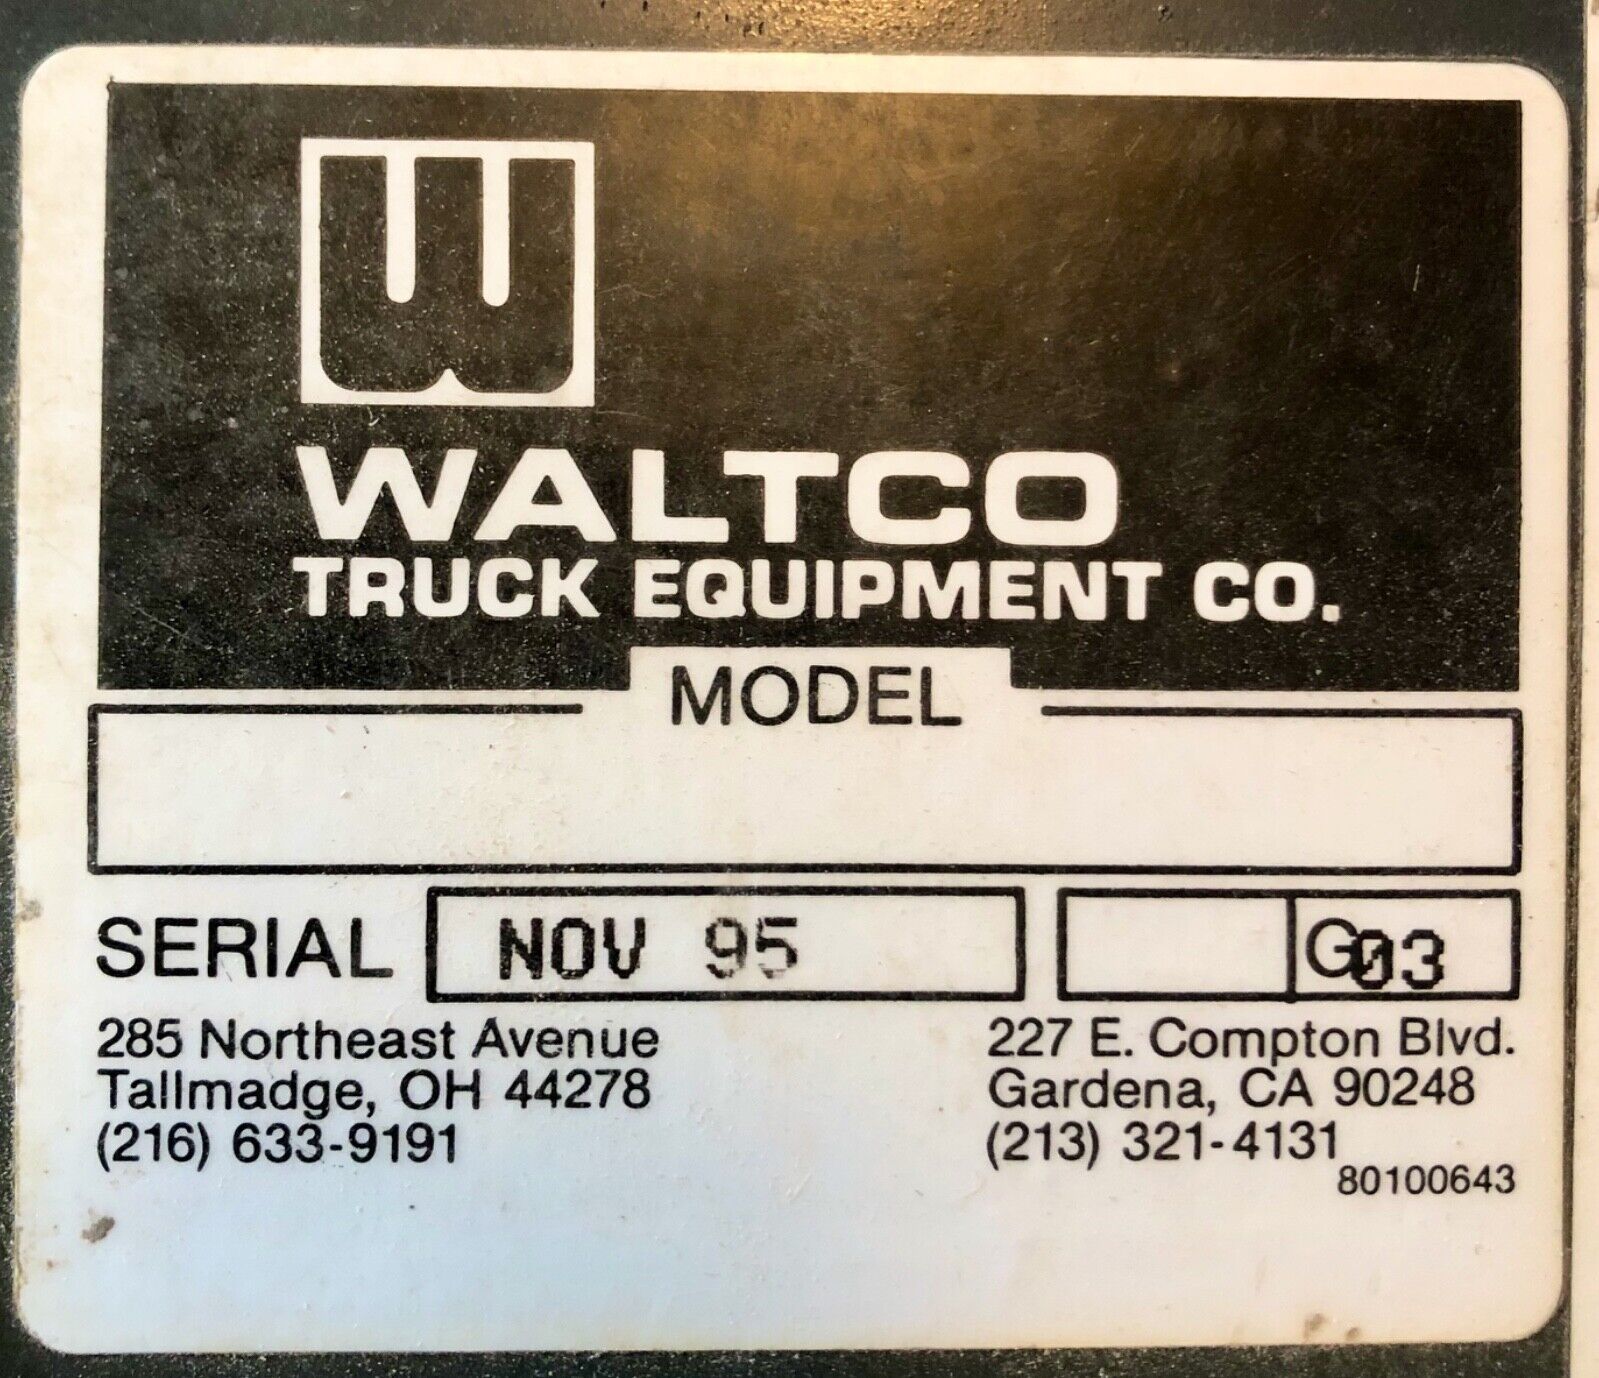 W
WALTCO
TRUCK EQUIPMENT CO.
MODEL
SERIAL NOV 95 G03
285 Northeast Avenue
Tallmadge, OH 44278
(216) 633-9191
227 E. Compton Blvd.
Gardena, CA 90248
(213) 321-4131
80100643